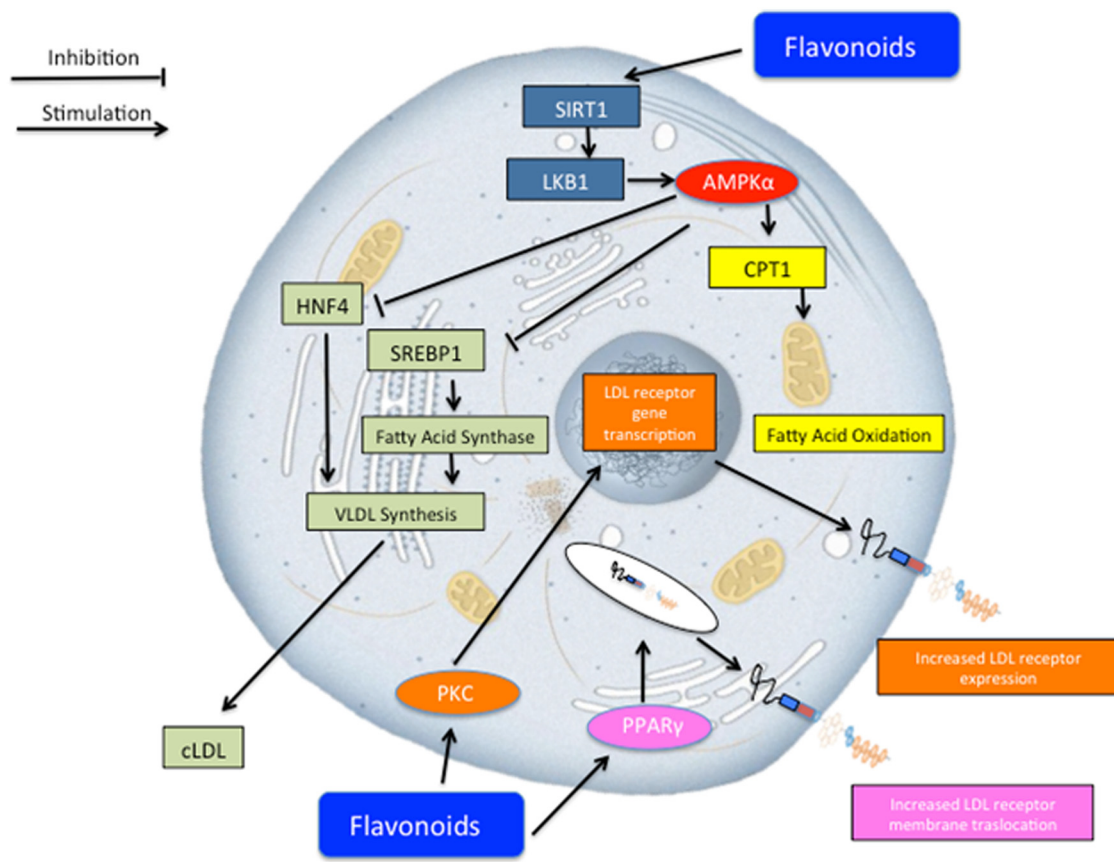 Inhibition
Stimulation
Flavonoids
SIRT1
LKB1
AMPKα
CPT1
HNF4
SREBP1
LDL receptor
gene
transcription
Fatty Acid Synthase
Fatty Acid Oxidation
VLDL Synthesis
Increased LDL receptor
expression
PKC
PPARγ
cLDL
Flavonoids
Increased LDL receptor
membrane traslocation